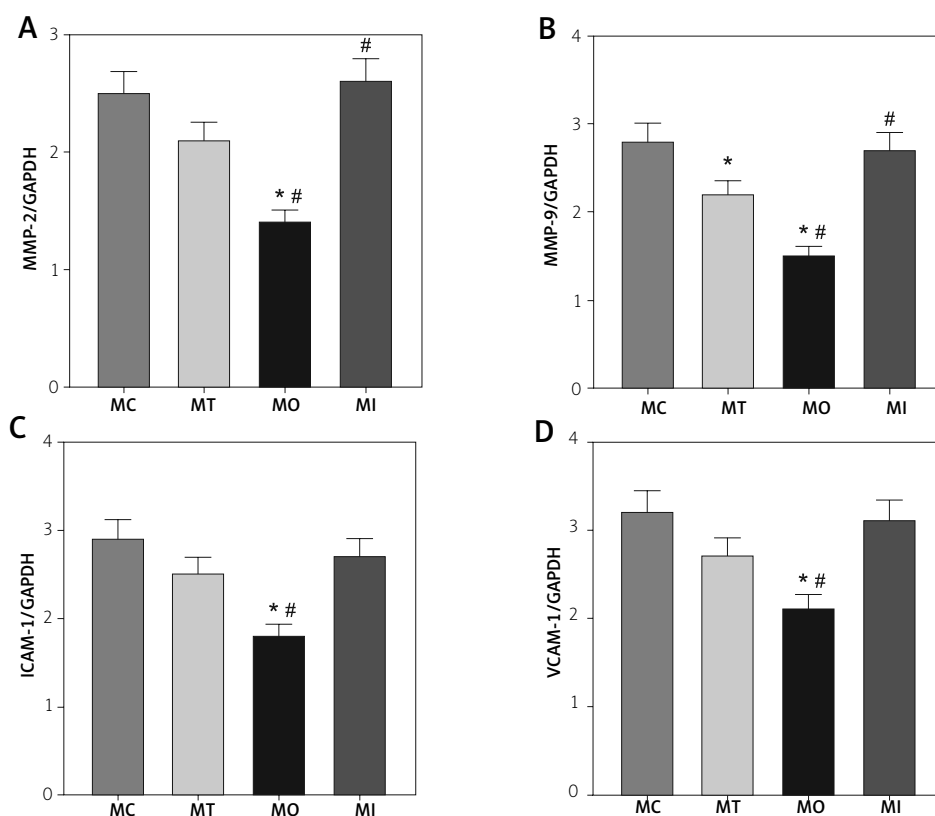 A
MMP-2/GAPDH
3
2
1
0
#
* #
MC MT MO MI
B
MMP-9/GAPDH
4
3
2
1
0
*
* #
#
MC MT MO MI
C
ICAM-1/GAPDH
4
3
2
1
0
* #
MC MT MO MI
D
VCAM-1/GAPDH
4
3
2
1
0
* #
MC MT MO MI